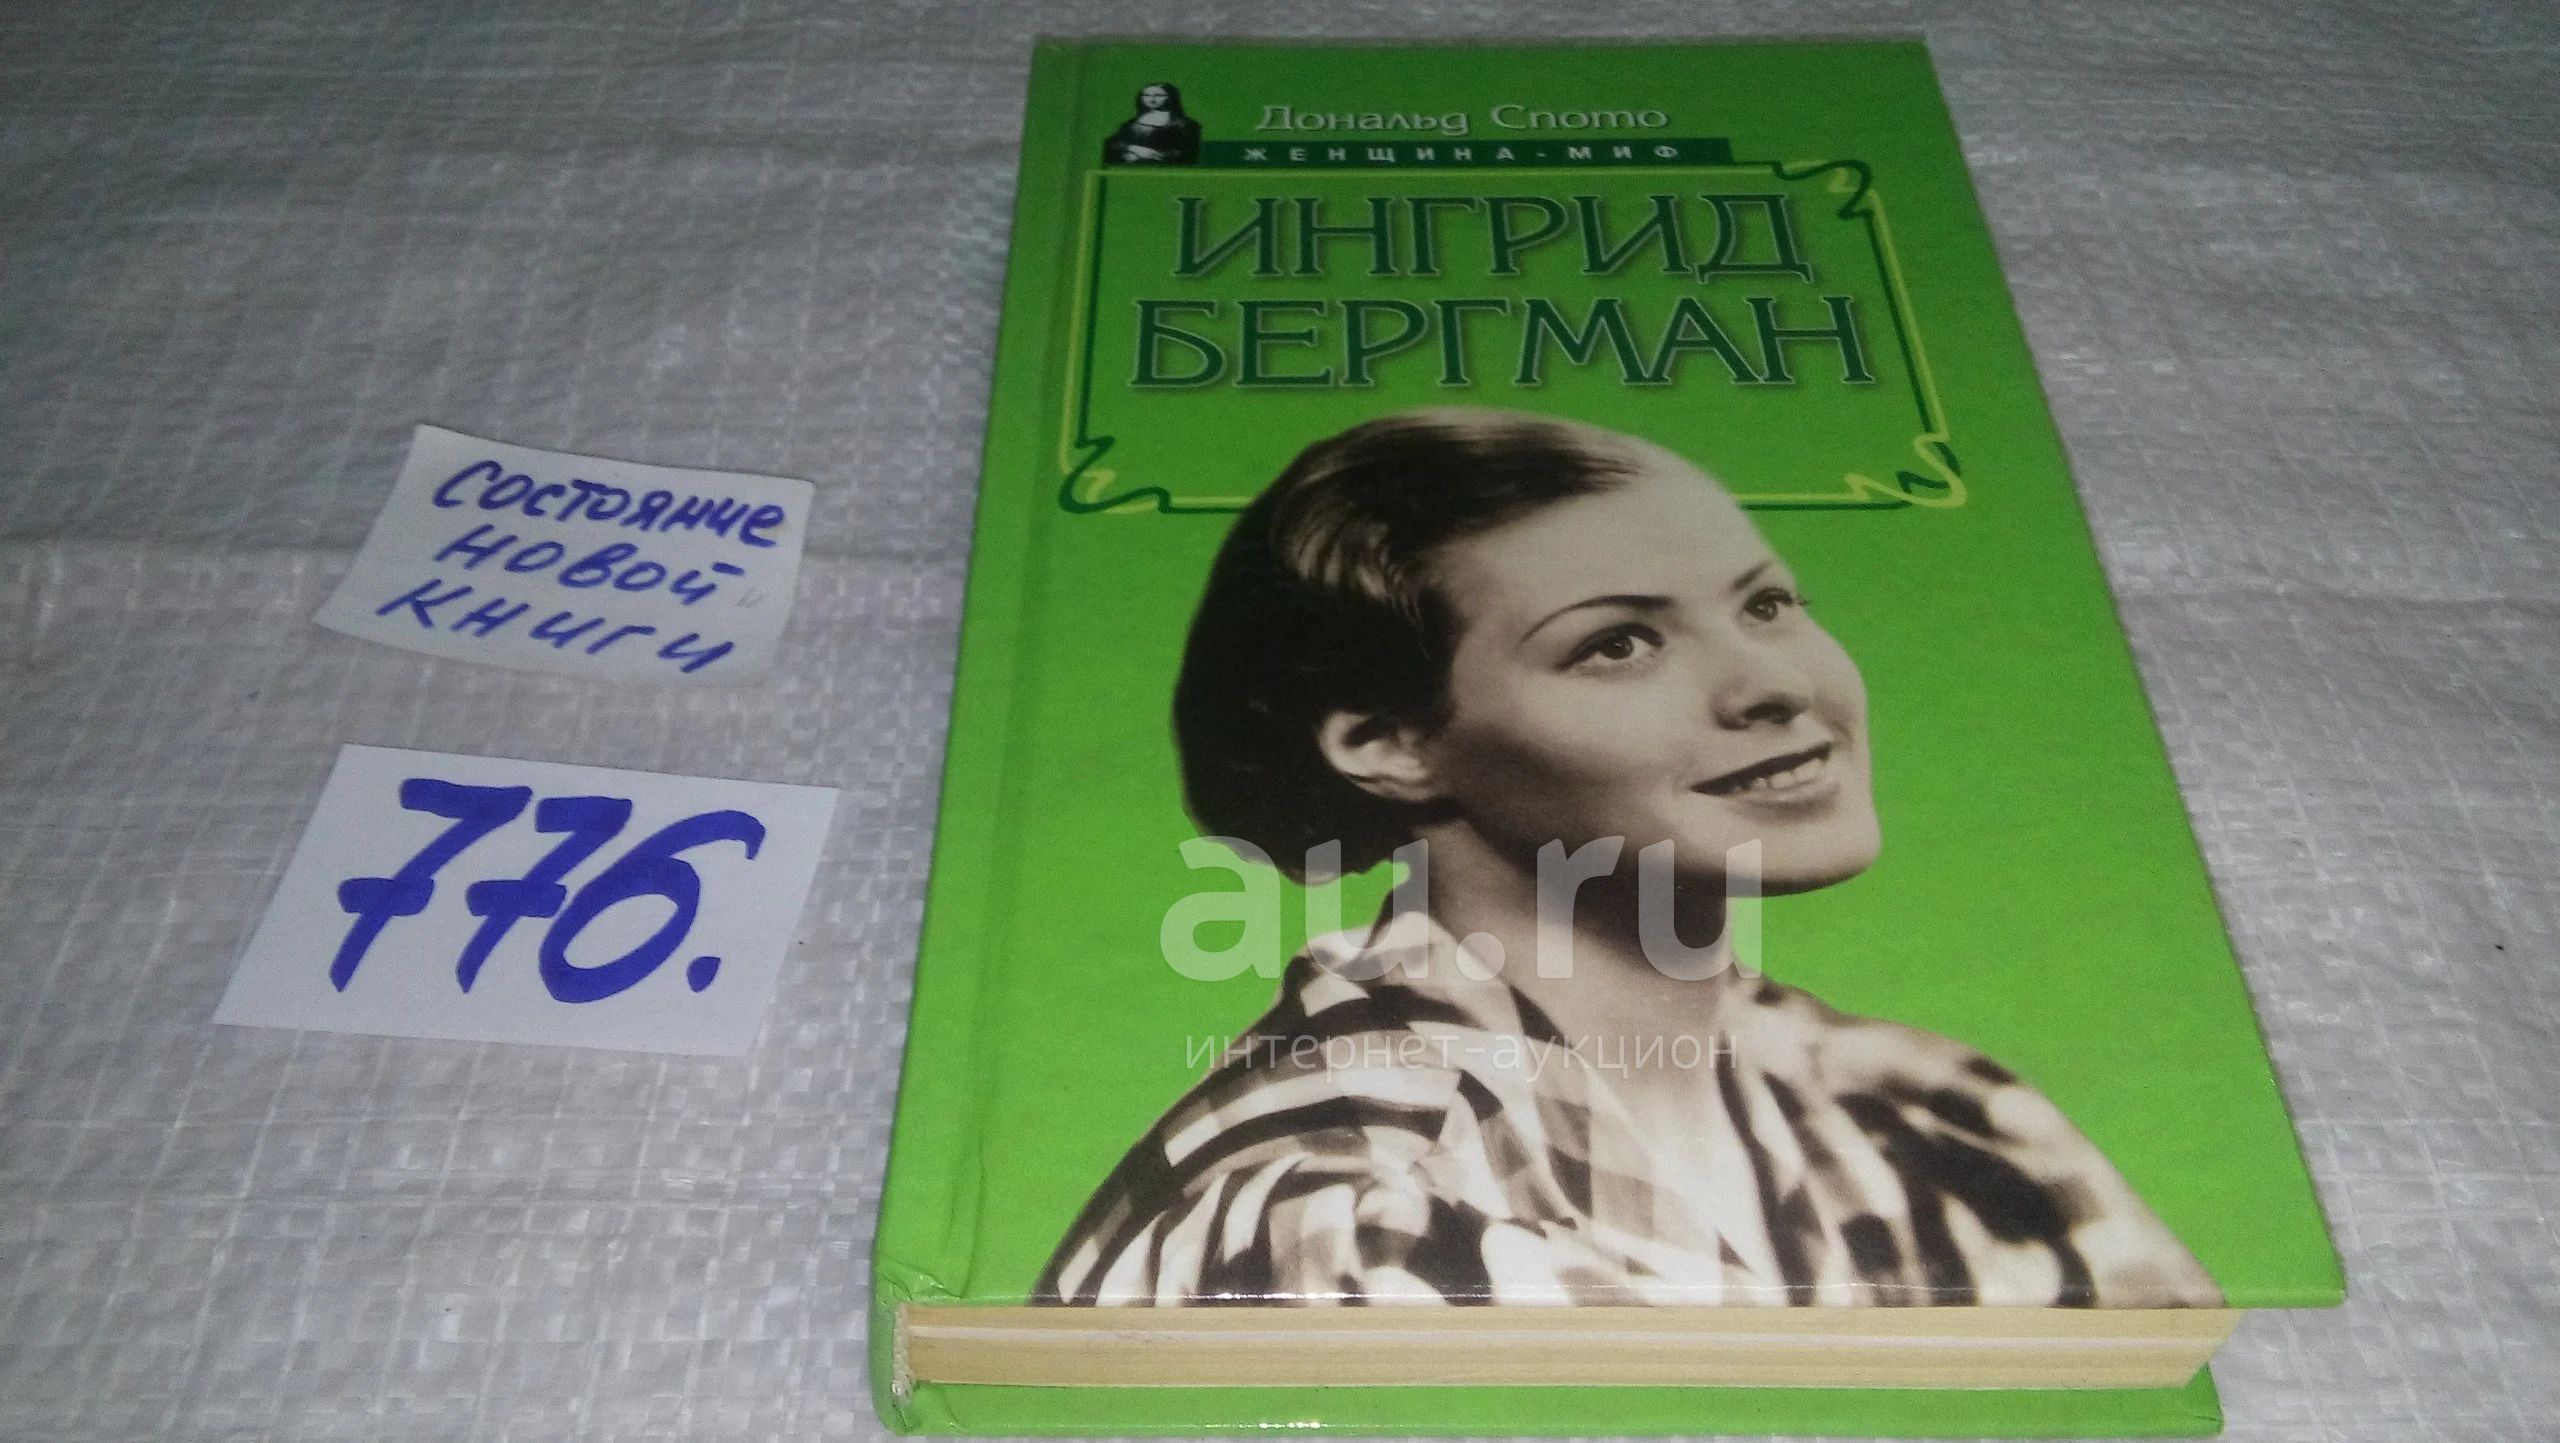 Дональд Спото
ЖЕНЩИНА-МИФ
ИНГРИД
БЕРГМАН
состояние
новой
книги
776.
au.ru
интернет-аукцион